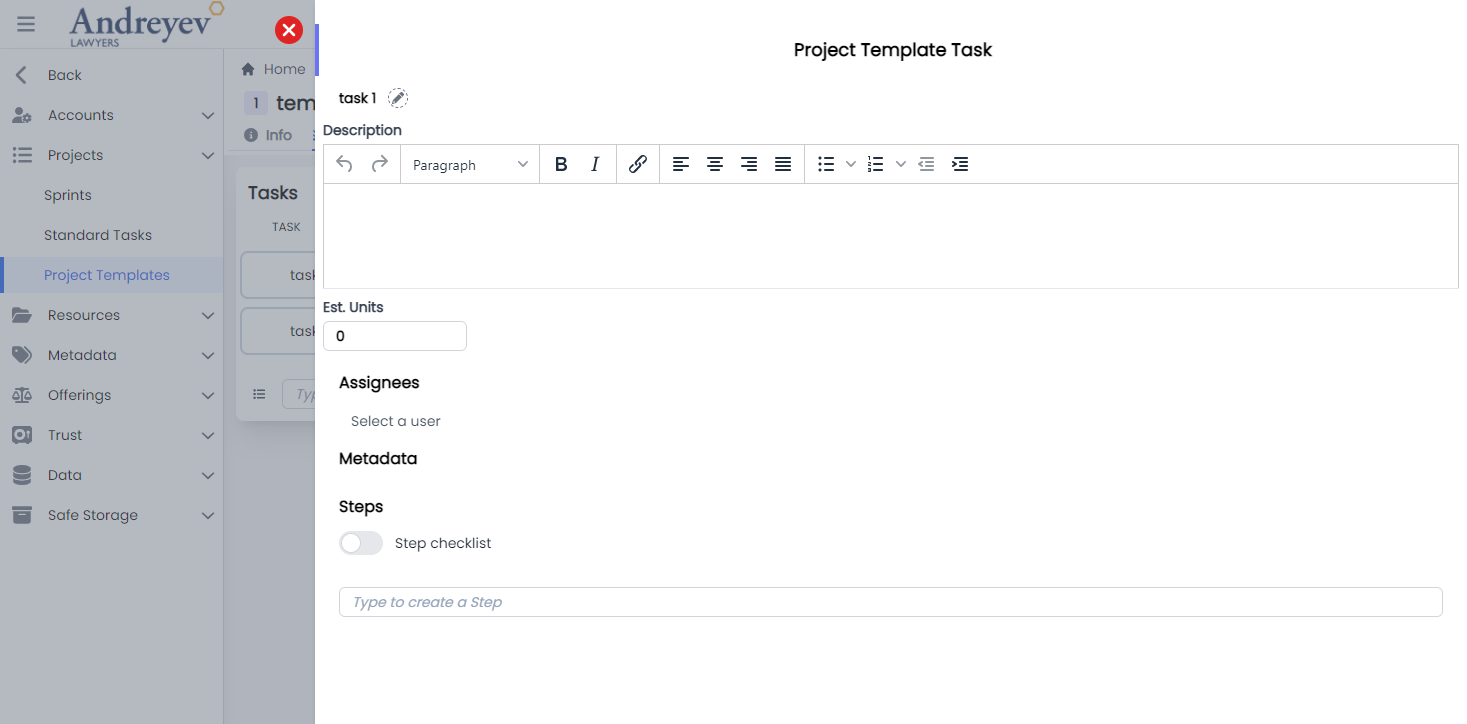 Andreyev
LAWYERS
Back
Accounts
Projects
Sprints
Standard Tasks
Project Templates
Resources
Metadata
Offerings
Trust
Data
Safe Storage
Home
1 tem
Info
Tasks
TASK
task
task
Typ
Project Template Task
task 1
Description
Paragraph B I
Est. Units
0
Assignees
Select a user
Metadata
Steps
Step checklist
Type to create a Step